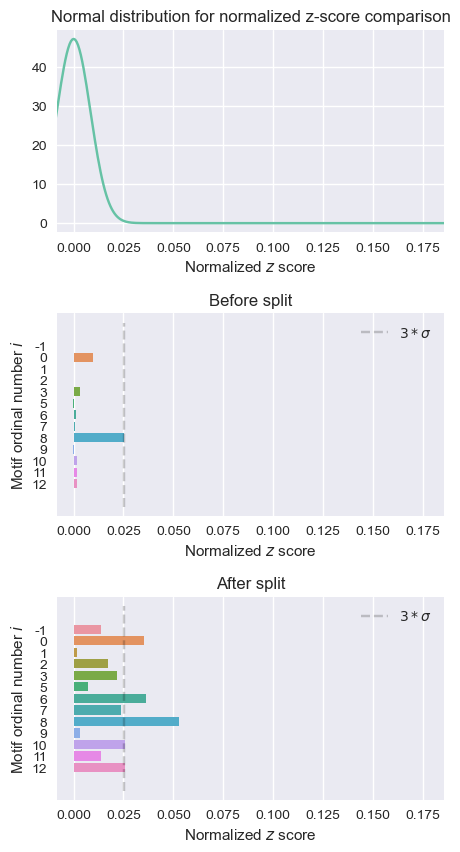 Normal distribution for normalized z-score comparison
40
30
20
10
0
0.000 0.025 0.050 0.075 0.100 0.125 0.150 0.175
Normalized z score
Before split
3 * σ
Motif ordinal number i
-1
0
1
2
3
5
6
7
8
9
10
11
12
0.000 0.025 0.050 0.075 0.100 0.125 0.150 0.175
Normalized z score
After split
3 * σ
Motif ordinal number i
-1
0
1
2
3
5
6
7
8
9
10
11
12
0.000 0.025 0.050 0.075 0.100 0.125 0.150 0.175
Normalized z score